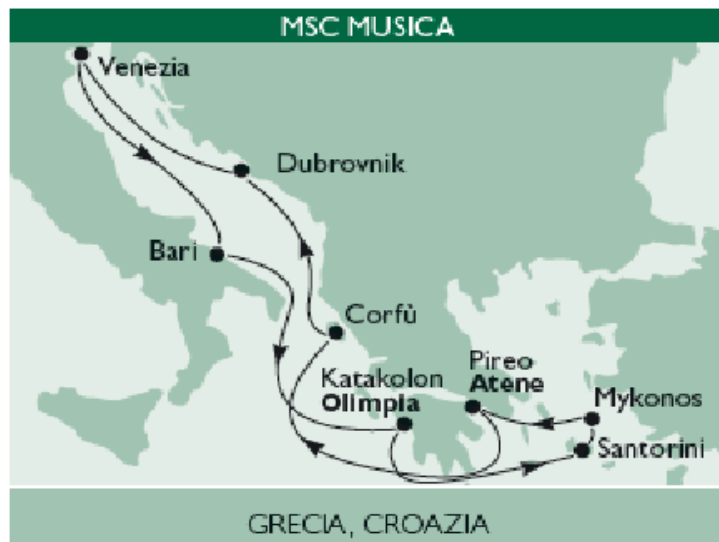 MSC MUSICA
Venezia
Dubrovnik
Bari
Corfù
Pireo
Atene
Katakolon
Olimpia
Mykonos
Santorini
GRECIA, CROAZIA